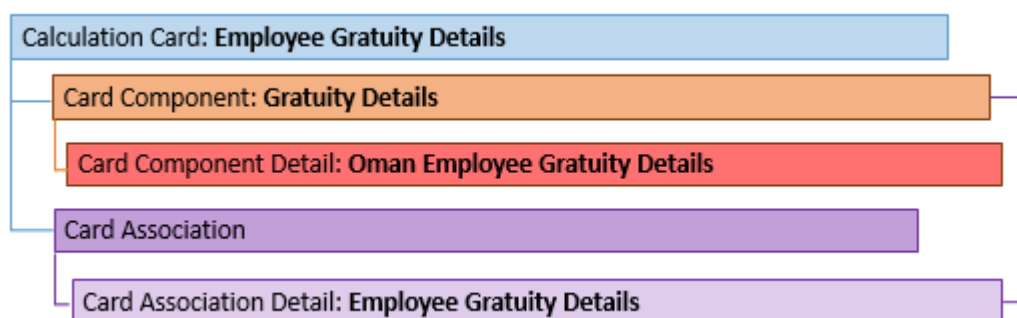 Calculation Card: Employee Gratuity Details
Card Component: Gratuity Details
Card Component Detail: Oman Employee Gratuity Details
Card Association
Card Association Detail: Employee Gratuity Details